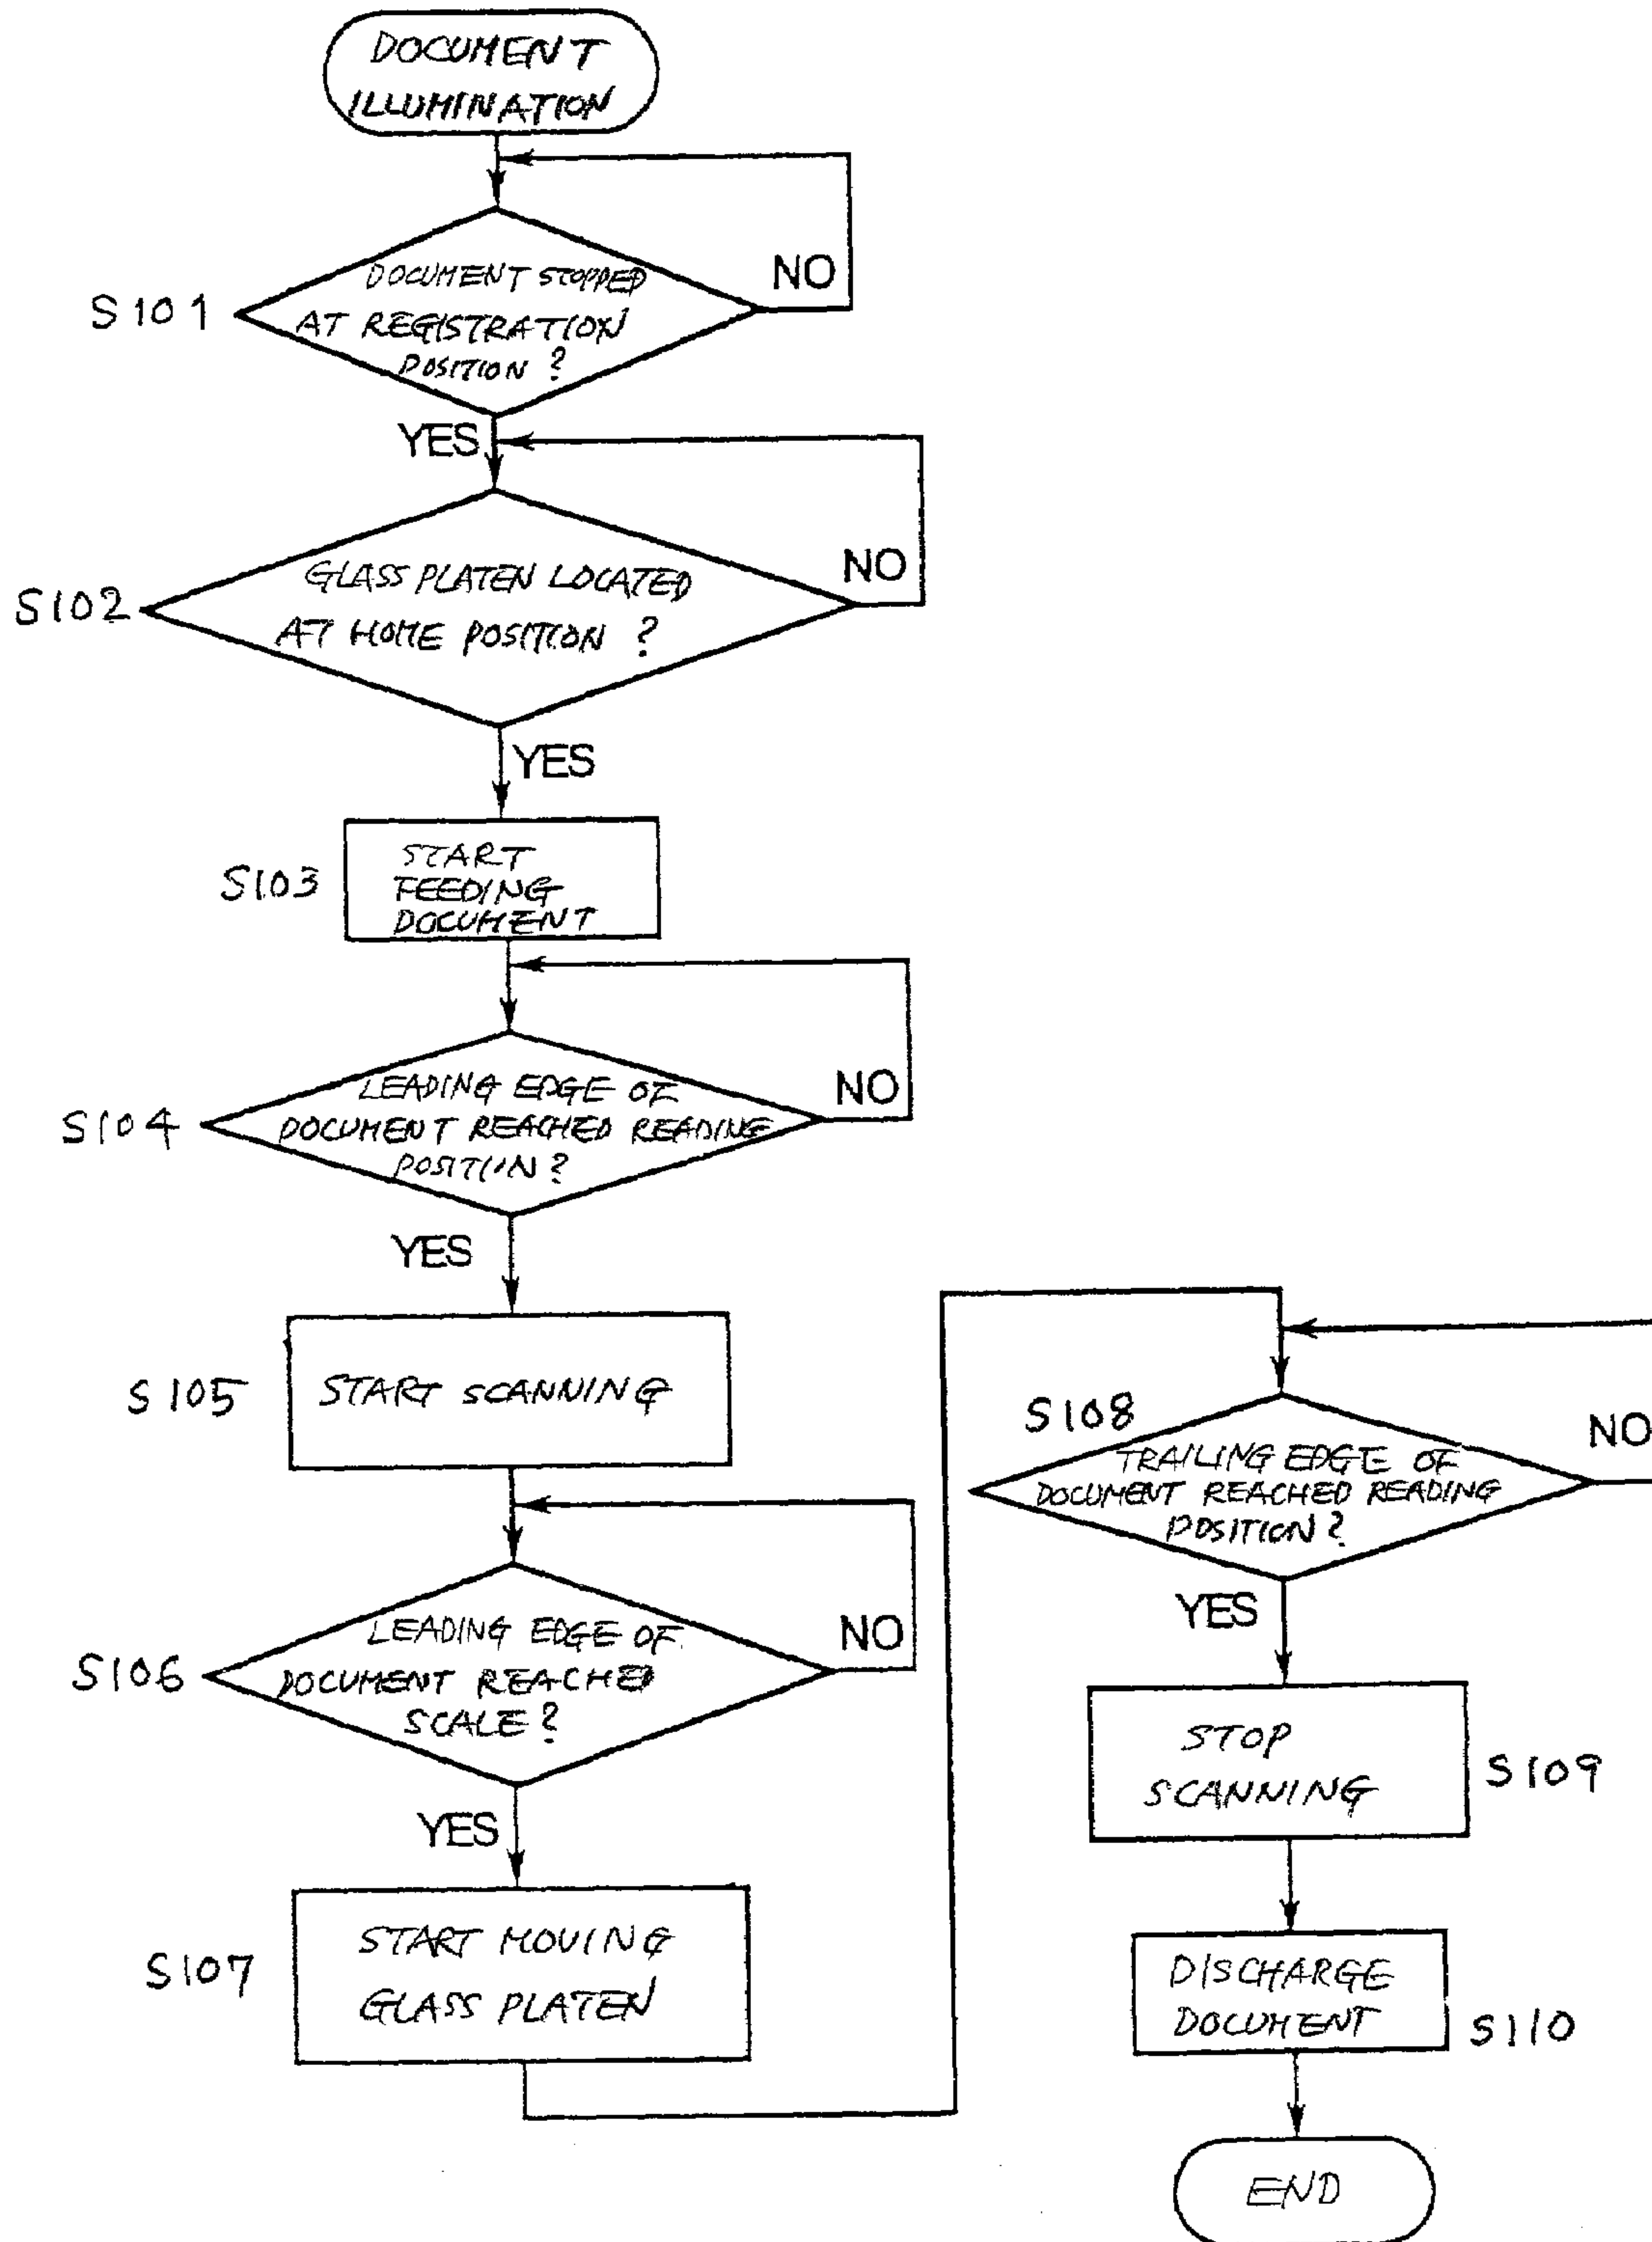 DOCUMENT
ILLUMINATION
NO
S101
DOCUMENT STOPPED
AT REGISTRATION
POSITION?
YES
NO
S102
GLASS PLATEN LOCATED
AT HOME POSITION ?
YES
S103
START
FEEDING
DOCUMENT
NO
S104
LEADING EDGE OF
DOCUMENT REACHED READING
POSITION?
YES
S105
START SCANNING
NO
S106
LEADING EDGE OF
DOCUMENT REACHED
SCALE?
YES
S107
START MOVING
GLASS PLATEN
S108
NO
TRAILING EDGE OF
DOCUMENT REACHED READING
POSITION?
YES
STOP
SCANNING
S109
DISCHARGE
DOCUMENT
S110
END